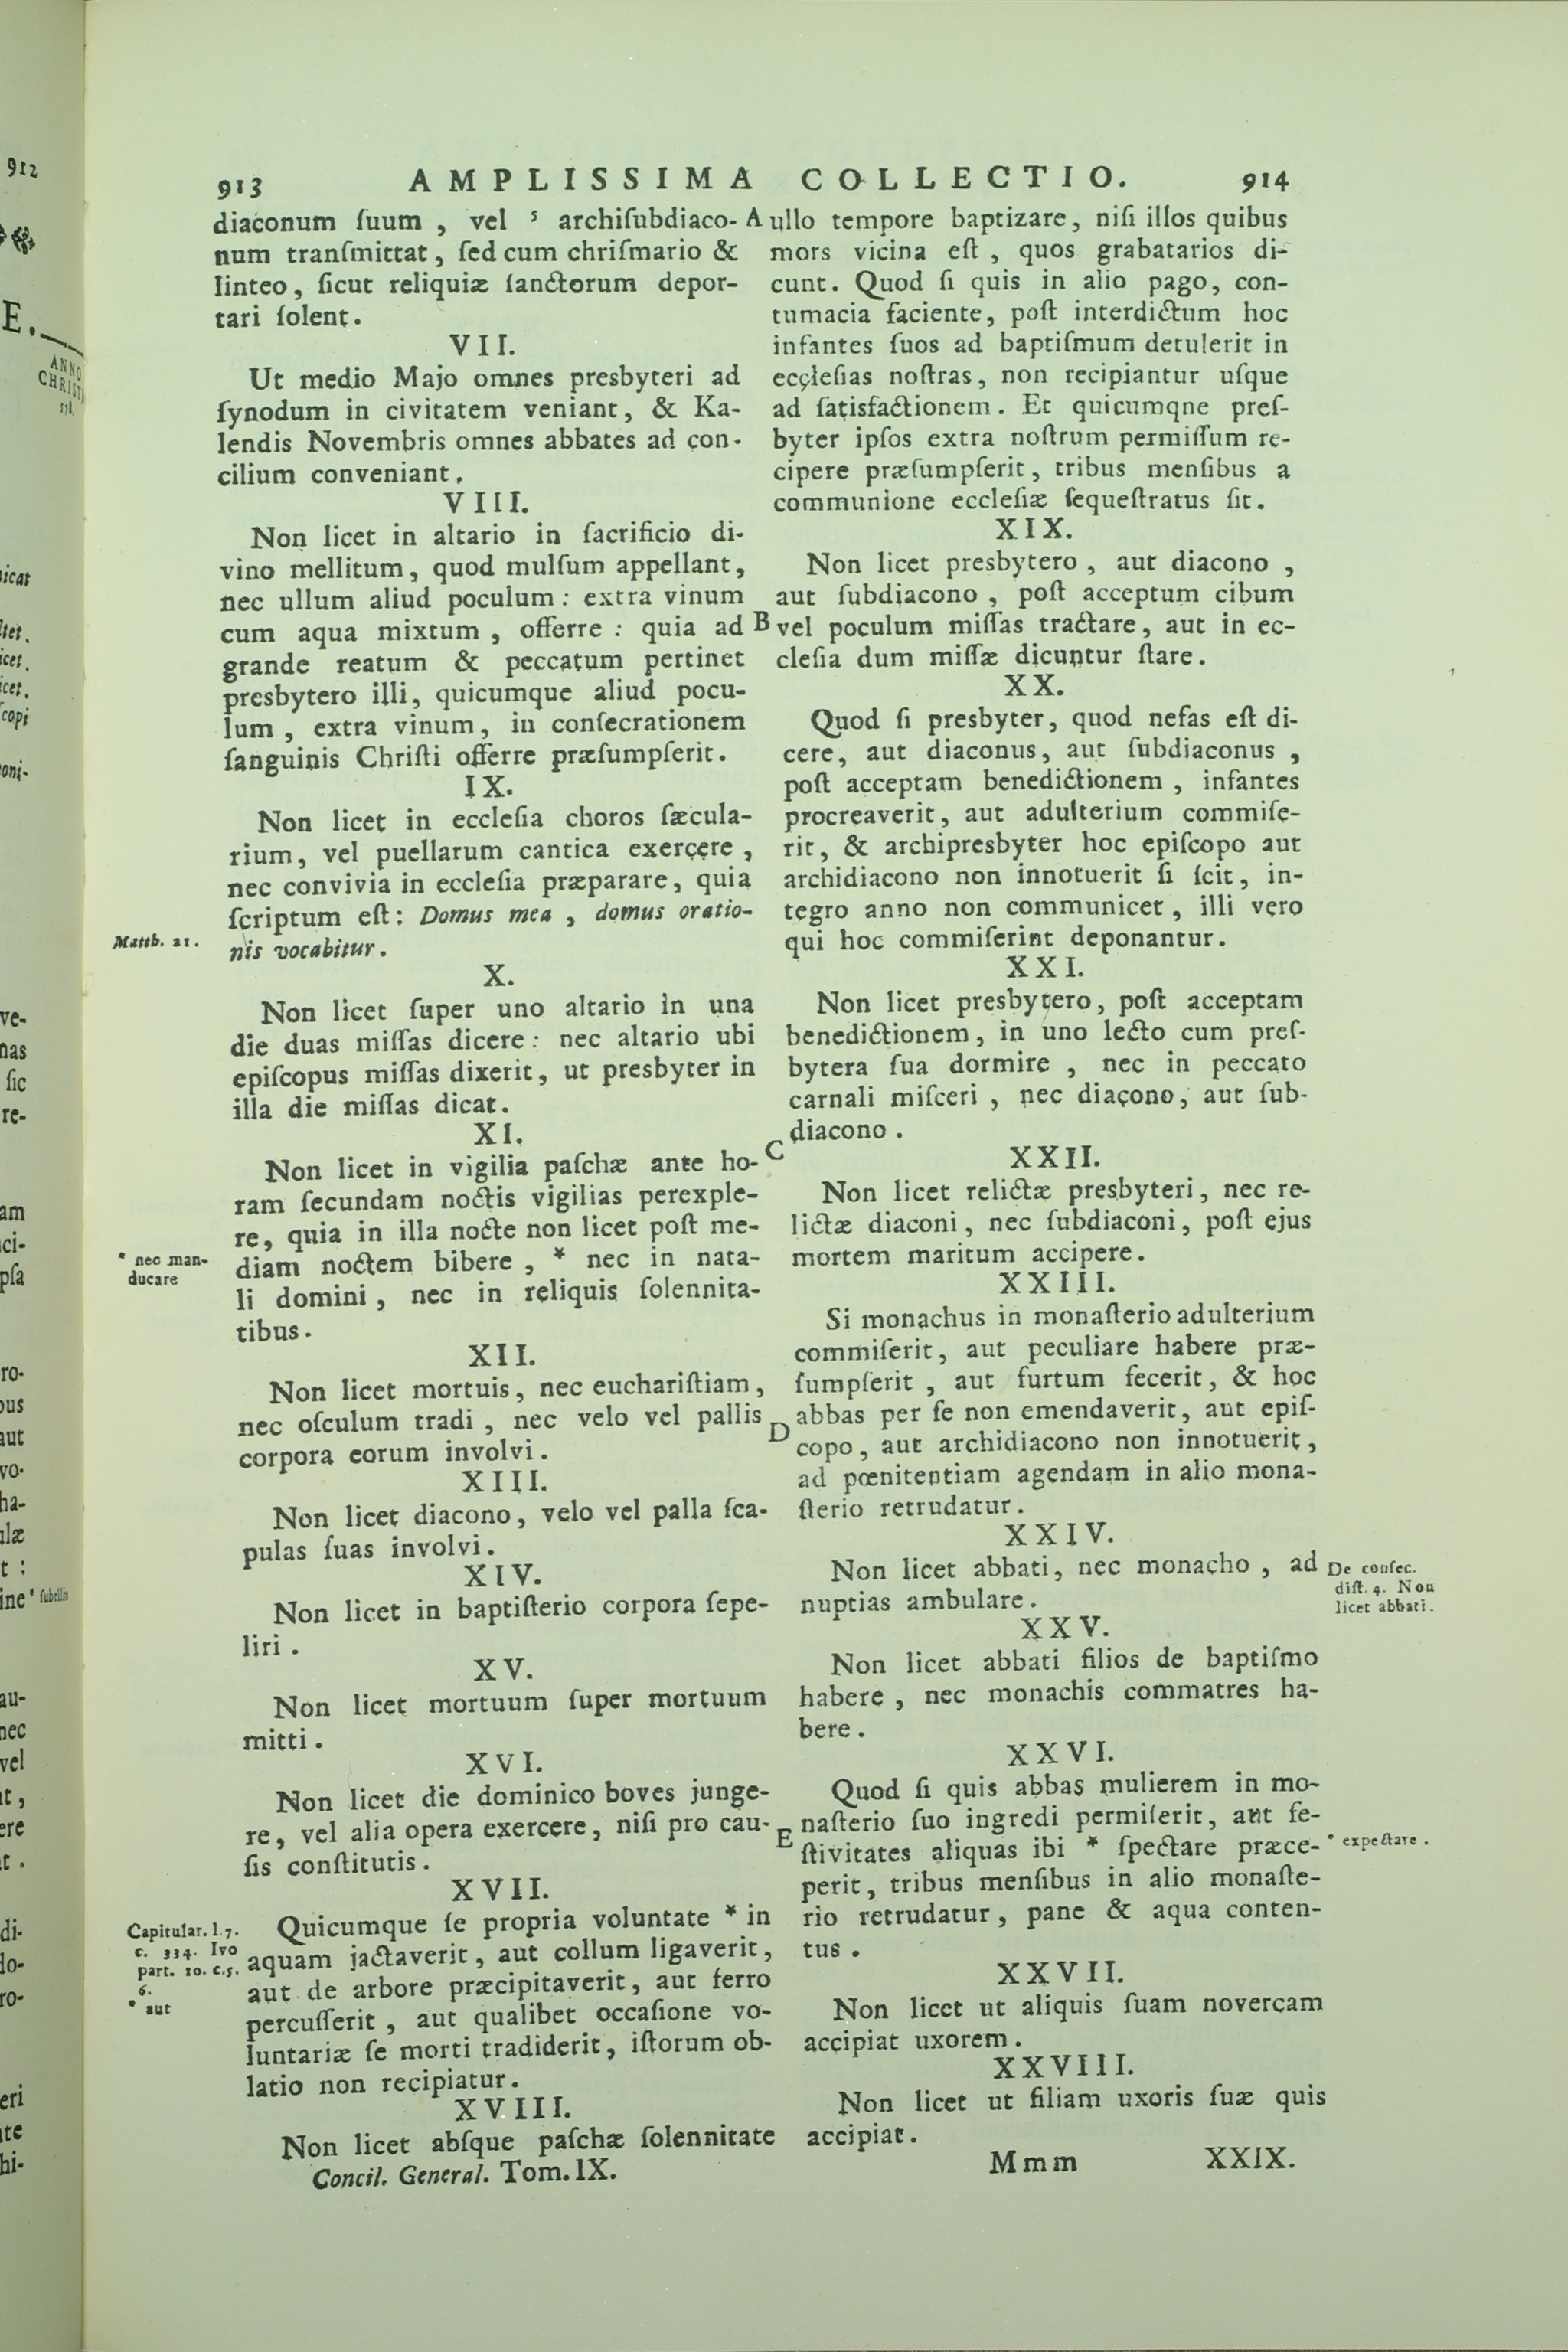 913
AMPLISSIMA COLLECTIO.
914
diaconum ſuum , vel ⁵ archiſubdiaco-
num tranſmittat , ſed cum chriſmario &
linteo , ſicut reliquiæ ſanctorum depor-
tari ſolent .
VII.
Ut medio Majo omnes presbyteri ad
ſynodum in civitatem veniant , & Ka-
lendis Novembris omnes abbates ad con-
cilium conveniant .
VIII.
Non licet in altario in ſacrificio di-
vino mellitum , quod mulſum appellant ,
nec ullum aliud poculum : extra vinum
cum aqua mixtum , offerre : quia ad
grande reatum & peccatum pertinet
presbytero illi , quicumque aliud pocu-
lum , extra vinum , in conſecrationem
ſanguinis Chriſti offerre præſumpſerit .
IX.
Non licet in eccleſia choros ſæcula-
rium , vel puellarum cantica exercere ,
nec convivia in eccleſia præparare , quia
ſcriptum eſt : Domus mea , domus oratio-
nis vocabitur .
Matth. 21 .
X.
Non licet ſuper uno altario in una
die duas miſſas dicere : nec altario ubi
epiſcopus miſſas dixerit , ut presbyter in
illa die miſſas dicat .
XI.
Non licet in vigilia paſchæ ante ho-
ram ſecundam noctis vigilias perexple-
re , quia in illa nocte non licet poſt me-
diam noctem bibere , * nec in nata-
li domini , nec in reliquis ſolennita-
tibus .
* nec man-
ducare
XII.
Non licet mortuis , nec euchariſtiam ,
nec oſculum tradi , nec velo vel pallis
corpora eorum involvi .
XIII.
Non licet diacono , velo vel palla ſca-
pulas ſuas involvi .
XIV.
Non licet in baptiſterio corpora ſepe-
liri .
XV.
Non licet mortuum ſuper mortuum
mitti .
XVI.
Non licet die dominico boves junge-
re , vel alia opera exercere , niſi pro cau-
ſis conſtitutis .
XVII.
Quicumque ſe propria voluntate * in
aquam jactaverit , aut collum ligaverit ,
aut de arbore præcipitaverit , aut ferro
percuſſerit , aut qualibet occaſione vo-
luntariæ ſe morti tradiderit , iſtorum ob-
latio non recipiatur .
Capitular. l. 7.
c. 334. Ivo
part. 10. c. 5.
6.
* aut
XVIII.
Non licet abſque paſchæ ſolennitate
Concil. General. Tom. IX.
A
B
C
D
E
ullo tempore baptizare , niſi illos quibus
mors vicina eſt , quos grabatarios di-
cunt . Quod ſi quis in alio pago , con-
tumacia faciente , poſt interdictum hoc
infantes ſuos ad baptiſmum detulerit in
eccleſias noſtras , non recipiantur uſque
ad ſatisfactionem . Et quicumqne preſ-
byter ipſos extra noſtrum permiſſum re-
cipere præſumpſerit , tribus menſibus a
communione eccleſiæ ſequeſtratus ſit .
XIX.
Non licet presbytero , aut diacono ,
aut ſubdiacono , poſt acceptum cibum
vel poculum miſſas tractare , aut in ec-
cleſia dum miſſæ dicuntur ſtare .
XX.
Quod ſi presbyter , quod nefas eſt di-
cere , aut diaconus , aut ſubdiaconus ,
poſt acceptam benedictionem , infantes
procreaverit , aut adulterium commiſe-
rit , & archipresbyter hoc epiſcopo aut
archidiacono non innotuerit ſi ſcit , in-
tegro anno non communicet , illi vero
qui hoc commiſerint deponantur .
XXI.
Non licet presbytero , poſt acceptam
benedictionem , in uno lecto cum preſ-
bytera ſua dormire , nec in peccato
carnali miſceri , nec diacono , aut ſub-
diacono .
XXII.
Non licet relictæ presbyteri , nec re-
lictæ diaconi , nec ſubdiaconi , poſt ejus
mortem maritum accipere .
XXIII.
Si monachus in monaſterio adulterium
commiſerit , aut peculiare habere præ-
ſumpſerit , aut furtum fecerit , & hoc
abbas per ſe non emendaverit , aut epiſ-
copo , aut archidiacono non innotuerit ,
ad pœnitentiam agendam in alio mona-
ſterio retrudatur .
XXIV.
Non licet abbati , nec monacho , ad
nuptias ambulare .
De conſec.
diſt. 4. Non
licet abbati .
XXV.
Non licet abbati filios de baptiſmo
habere , nec monachis commatres ha-
bere .
XXVI.
Quod ſi quis abbas mulierem in mo-
naſterio ſuo ingredi permiſerit , aut fe-
ſtivitates aliquas ibi * ſpectare præce-
perit , tribus menſibus in alio monaſte-
rio retrudatur , pane & aqua conten-
tus .
* expectare .
XXVII.
Non licet ut aliquis ſuam novercam
accipiat uxorem .
XXVIII.
Non licet ut filiam uxoris ſuæ quis
accipiat .
Mmm
XXIX.
912
E.
ANNO
CHRISTI
578.